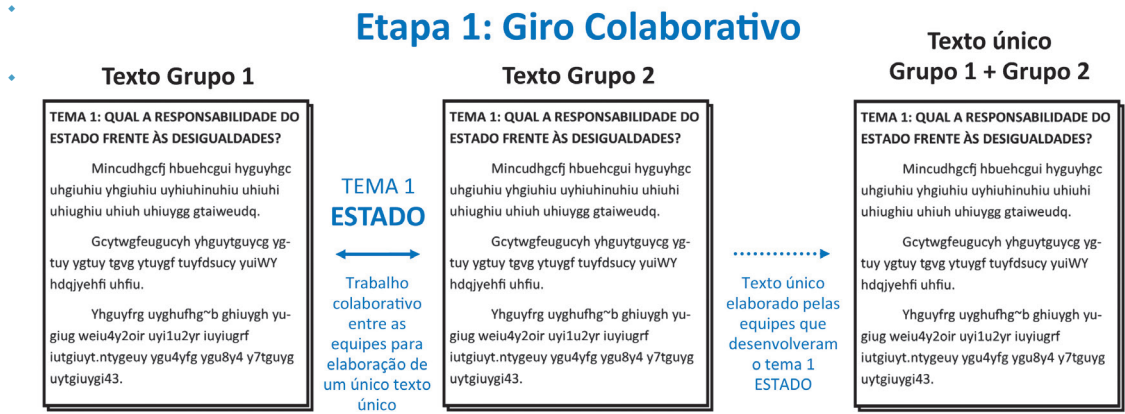 Etapa 1: Giro Colaborativo
Texto Grupo 1
TEMA 1: QUAL A RESPONSABILIDADE DO
ESTADO FRENTE ÀS DESIGUALDADES?
Mincudhgcfj hbuehcgui hyguyhgc
uhgiuhiu yhgiuhiu uyhiuhinuhiu uhiuhi
uhiughiu uhiuh uhiuygg gtaiweudq.
Gcytwgfeugucyh yhguytguycg yg-
tuy ygtuy tgvg ytuygf tuyfdsucy yuiWY
hdqjyehfi uhfiu.
Yhguyfrg uyghufhg~b ghiuygh yu-
giug weiu4y2oir uyi1u2yr iuyiugrf
iutgiuyt.ntygeuy ygu4yfg ygu8y4 y7tguyg
uytgiuygi43.
TEMA 1
ESTADO
Trabalho
colaborativo
entre as
equipes para
elaboração de
um único texto
único
Texto Grupo 2
TEMA 1: QUAL A RESPONSABILIDADE DO
ESTADO FRENTE ÀS DESIGUALDADES?
Mincudhgcfj hbuehcgui hyguyhgc
uhgiuhiu yhgiuhiu uyhiuhinuhiu uhiuhi
uhiughiu uhiuh uhiuygg gtaiweudq.
Gcytwgfeugucyh yhguytguycg yg-
tuy ygtuy tgvg ytuygf tuyfdsucy yuiWY
hdqjyehfi uhfiu.
Yhguyfrg uyghufhg~b ghiuygh yu-
giug weiu4y2oir uyi1u2yr iuyiugrf
iutgiuyt.ntygeuy ygu4yfg ygu8y4 y7tguyg
uytgiuygi43.
Texto único
elaborado pelas
equipes que
desenvolveram
o tema 1
ESTADO
Texto único
Grupo 1 + Grupo 2
TEMA 1: QUAL A RESPONSABILIDADE DO
ESTADO FRENTE ÀS DESIGUALDADES?
Mincudhgcfj hbuehcgui hyguyhgc
uhgiuhiu yhgiuhiu uyhiuhinuhiu uhiuhi
uhiughiu uhiuh uhiuygg gtaiweudq.
Gcytwgfeugucyh yhguytguycg yg-
tuy ygtuy tgvg ytuygf tuyfdsucy yuiWY
hdqjyehfi uhfiu.
Yhguyfrg uyghufhg~b ghiuygh yu-
giug weiu4y2oir uyi1u2yr iuyiugrf
iutgiuyt.ntygeuy ygu4yfg ygu8y4 y7tguyg
uytgiuygi43.